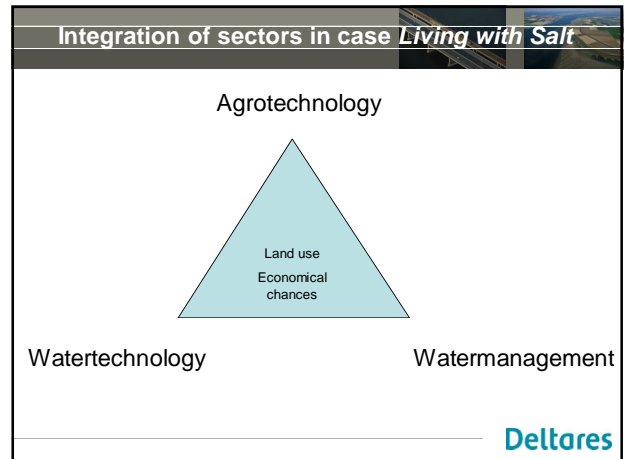 Integration of sectors in case Living with Salt
Agrotechnology
Land use
Economical
chances
Watertechnology
Watermanagement
Deltares